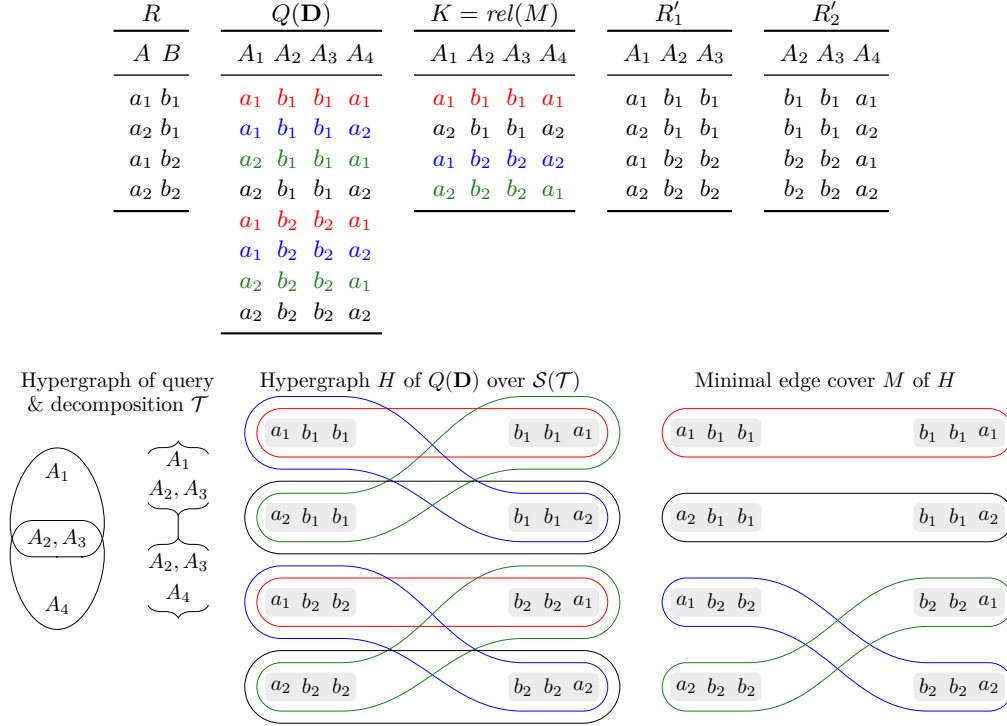 R Q(D) K = rel(M) R′₁ R′₂
A B A₁ A₂ A₃ A₄ A₁ A₂ A₃ A₄ A₁ A₂ A₃ A₂ A₃ A₄
a₁ b₁ a₁ b₁ b₁ a₁ a₁ b₁ b₁ a₁ a₁ b₁ b₁ b₁ b₁ a₁
a₂ b₁ a₁ b₁ b₁ a₂ a₂ b₁ b₁ a₂ a₂ b₁ b₁ b₁ b₁ a₂
a₁ b₂ a₂ b₁ b₁ a₁ a₁ b₂ b₂ a₂ a₁ b₂ b₂ b₂ b₂ a₁
a₂ b₂ a₂ b₁ b₁ a₂ a₂ b₂ b₂ a₁ a₂ b₂ b₂ b₂ b₂ a₂
a₁ b₂ b₂ a₁
a₁ b₂ b₂ a₂
a₂ b₂ b₂ a₁
a₂ b₂ b₂ a₂
Hypergraph of query
& decomposition 𝒯
A₁
A₂, A₃
A₄
A₁
A₂, A₃
A₂, A₃
A₄
Hypergraph H of Q(D) over 𝒮(𝒯)
a₁ b₁ b₁ b₁ b₁ a₁
a₂ b₁ b₁ b₁ b₁ a₂
a₁ b₂ b₂ b₂ b₂ a₁
a₂ b₂ b₂ b₂ b₂ a₂
Minimal edge cover M of H
a₁ b₁ b₁ b₁ b₁ a₁
a₂ b₁ b₁ b₁ b₁ a₂
a₁ b₂ b₂ b₂ b₂ a₁
a₂ b₂ b₂ b₂ b₂ a₂